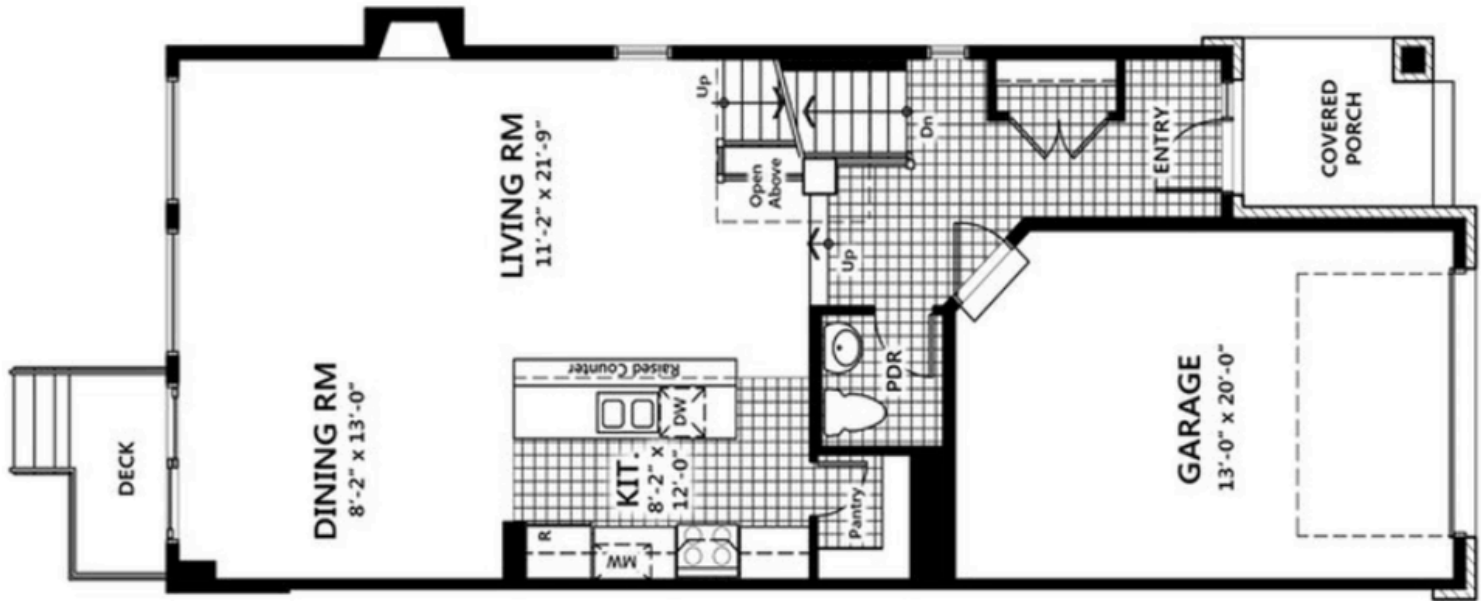 DECK
DINING RM
8'-2" x 13'-0"
LIVING RM
11'-2" x 21'-9"
Raised Counter
DW
KIT.
8'-2" x
12'-0"
R
MW
Up
Open
Above
Dn
Up
PDR
Pantry
ENTRY
COVERED
PORCH
GARAGE
13'-0" x 20'-0"